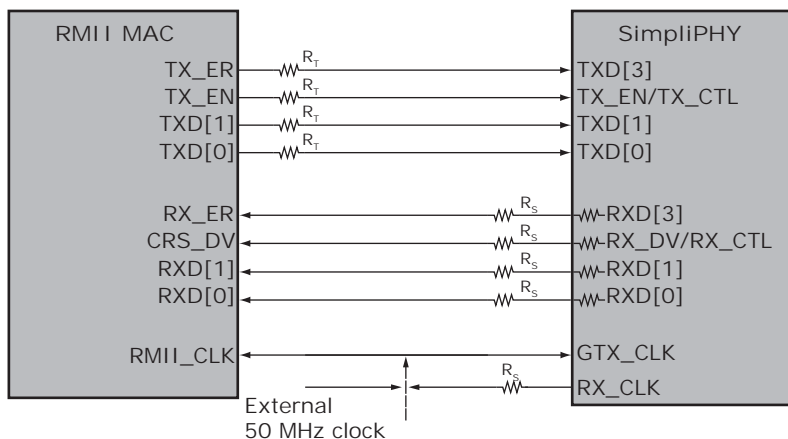 RMII MAC
SimpliPHY
TX_ER
R_T
TXD[3]
TX_EN
R_T
TX_EN/TX_CTL
TXD[1]
R_T
TXD[1]
TXD[0]
R_T
TXD[0]
RX_ER
R_S
RXD[3]
CRS_DV
R_S
RX_DV/RX_CTL
RXD[1]
R_S
RXD[1]
RXD[0]
R_S
RXD[0]
RMII_CLK
GTX_CLK
R_S
RX_CLK
External
50 MHz clock